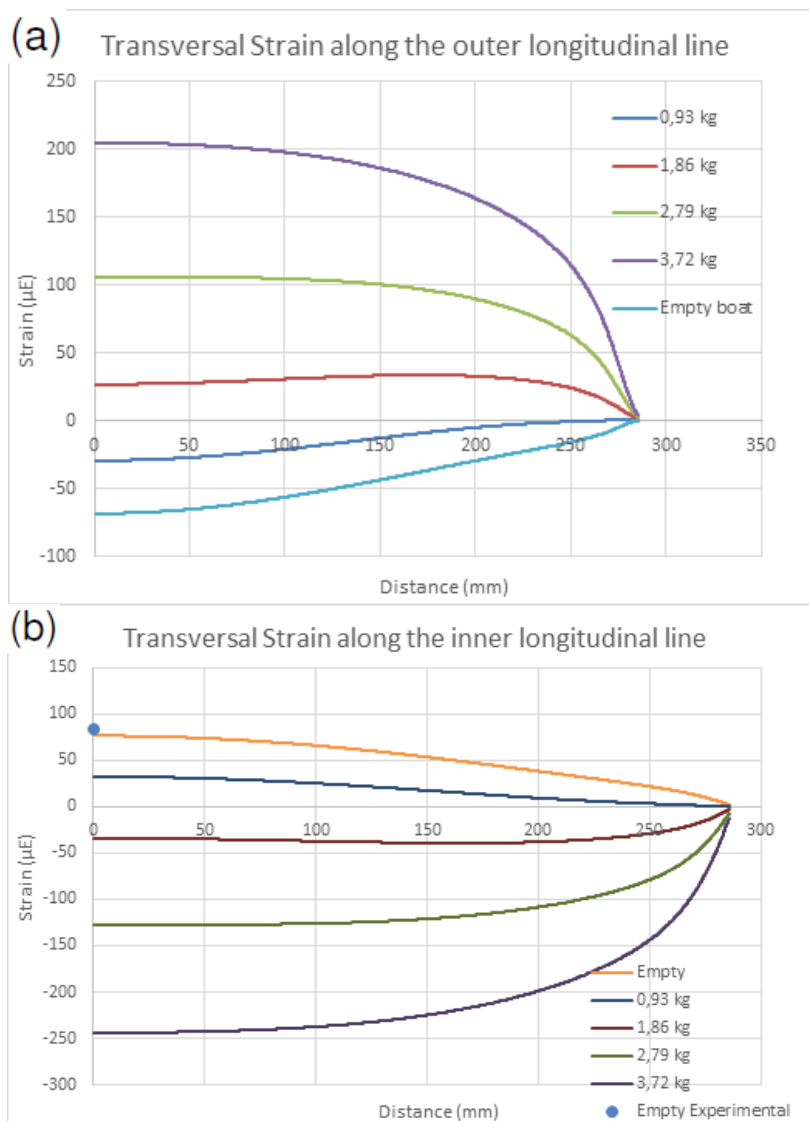 (a)
Transversal Strain along the outer longitudinal line
250
200
150
100
50
0
-50
-100
Strain (µE)
0 50 100 150 200 250 300 350
Distance (mm)
0,93 kg
1,86 kg
2,79 kg
3,72 kg
Empty boat
(b)
Transversal Strain along the inner longitudinal line
150
100
50
0
-50
-100
-150
-200
-250
-300
Strain (µE)
0 50 100 150 200 250 300
Distance (mm)
Empty
0,93 kg
1,86 kg
2,79 kg
3,72 kg
Empty Experimental